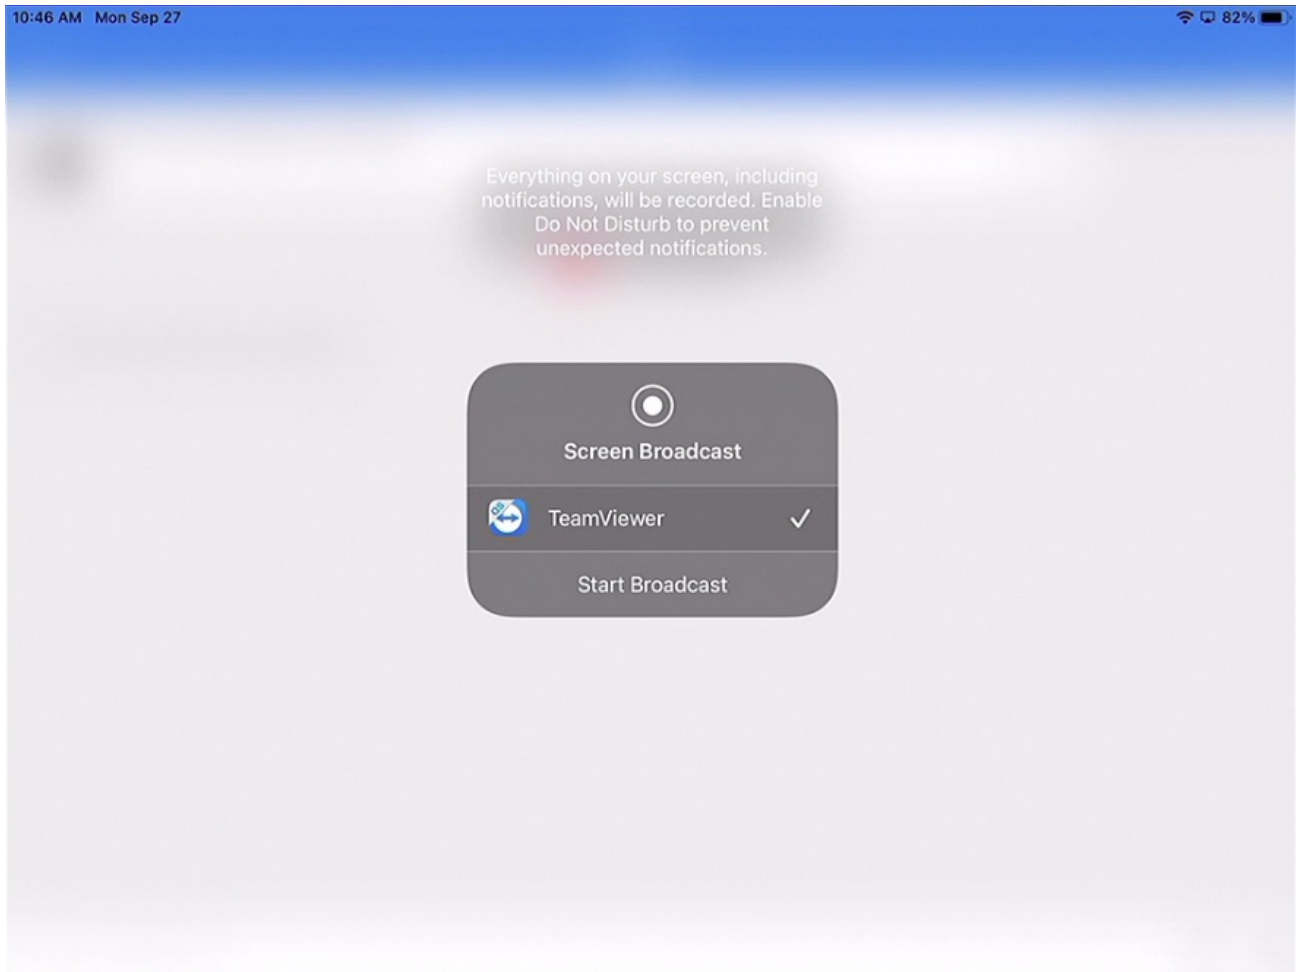 10:46 AM Mon Sep 27
82%
Everything on your screen, including
notifications, will be recorded. Enable
Do Not Disturb to prevent
unexpected notifications.
Screen Broadcast
QS
TeamViewer
Start Broadcast